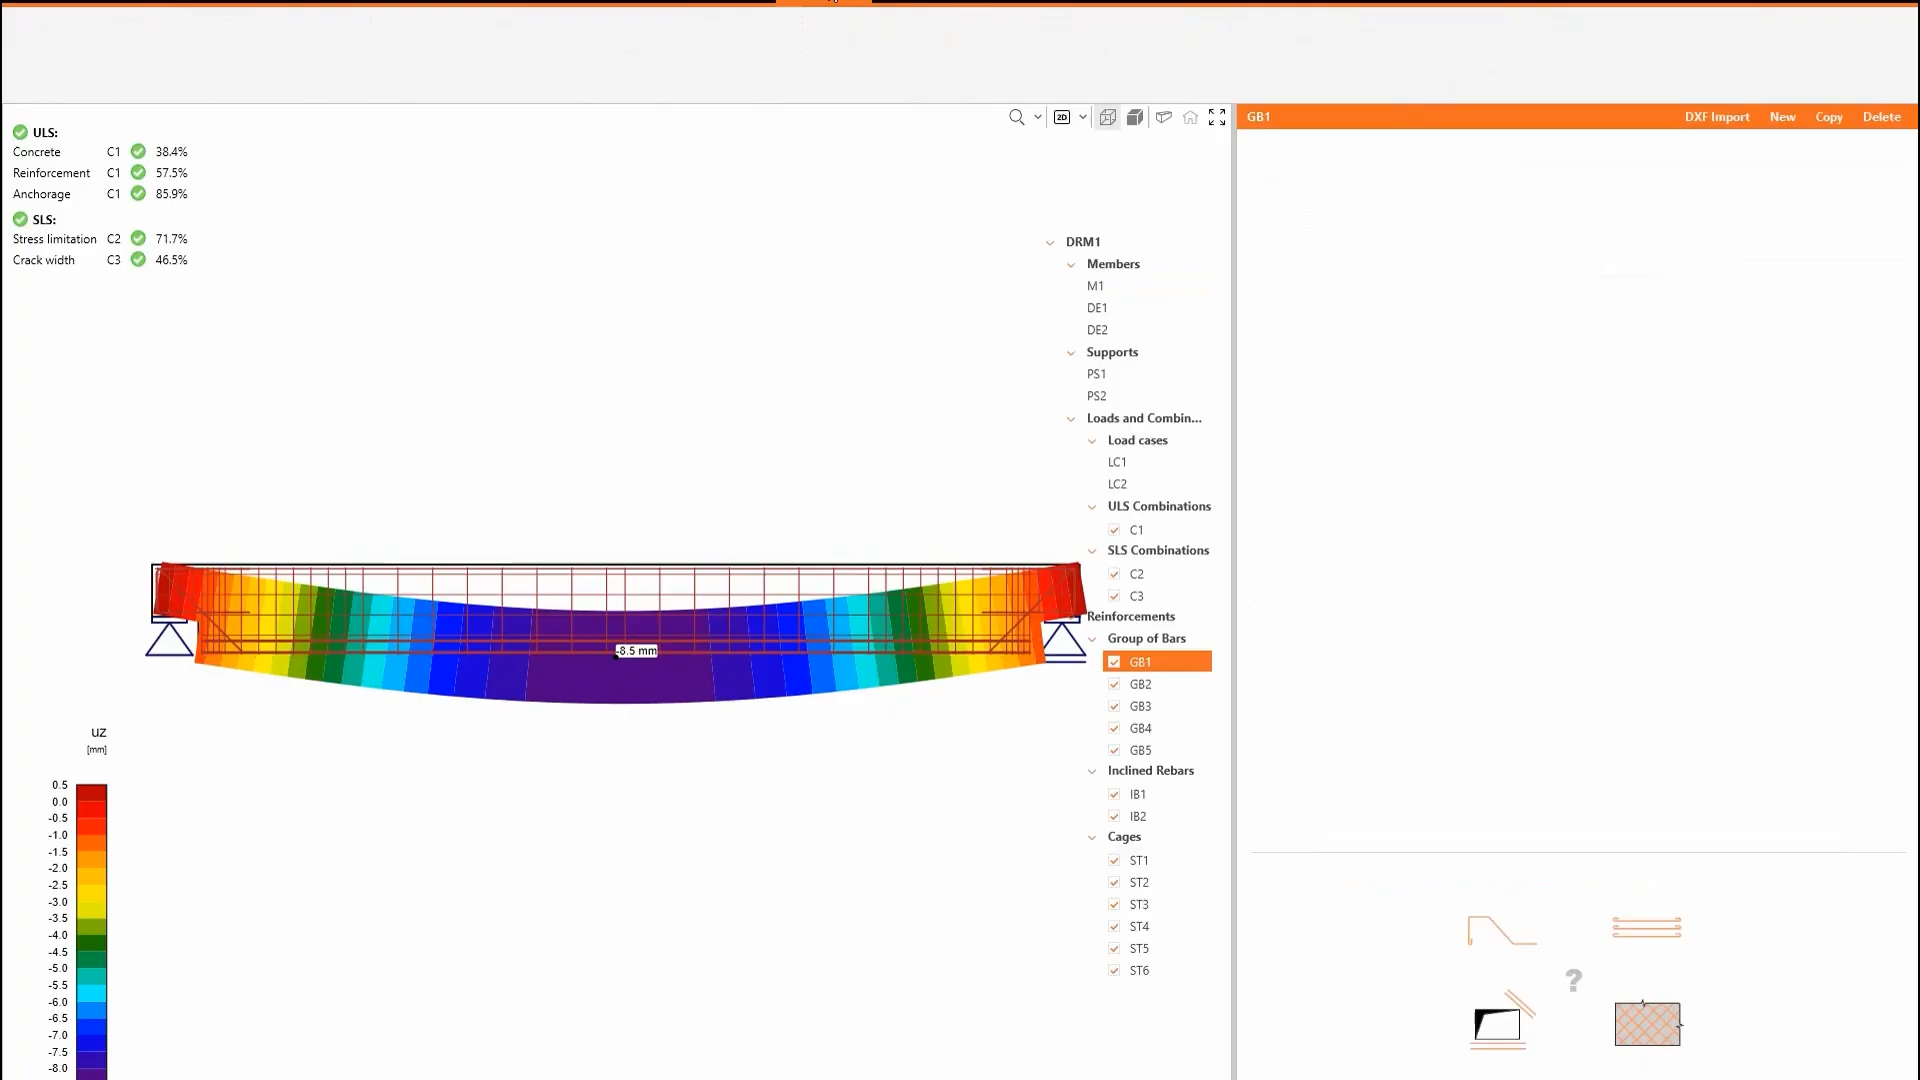 2D
GB1
DXF Import New Copy Delete
ULS:
Concrete C1 38.4%
Reinforcement C1 57.5%
Anchorage C1 85.9%
SLS:
Stress limitation C2 71.7%
Crack width C3 46.5%
DRM1
Members
M1
DE1
DE2
Supports
PS1
PS2
Loads and Combin...
Load cases
LC1
LC2
ULS Combinations
C1
SLS Combinations
C2
C3
Reinforcements
Group of Bars
GB1
GB2
GB3
GB4
GB5
Inclined Rebars
IB1
IB2
Cages
ST1
ST2
ST3
ST4
ST5
ST6
-8.5 mm
uz
[mm]
0.5
0.0
-0.5
-1.0
-1.5
-2.0
-2.5
-3.0
-3.5
-4.0
-4.5
-5.0
-5.5
-6.0
-6.5
-7.0
-7.5
-8.0
?